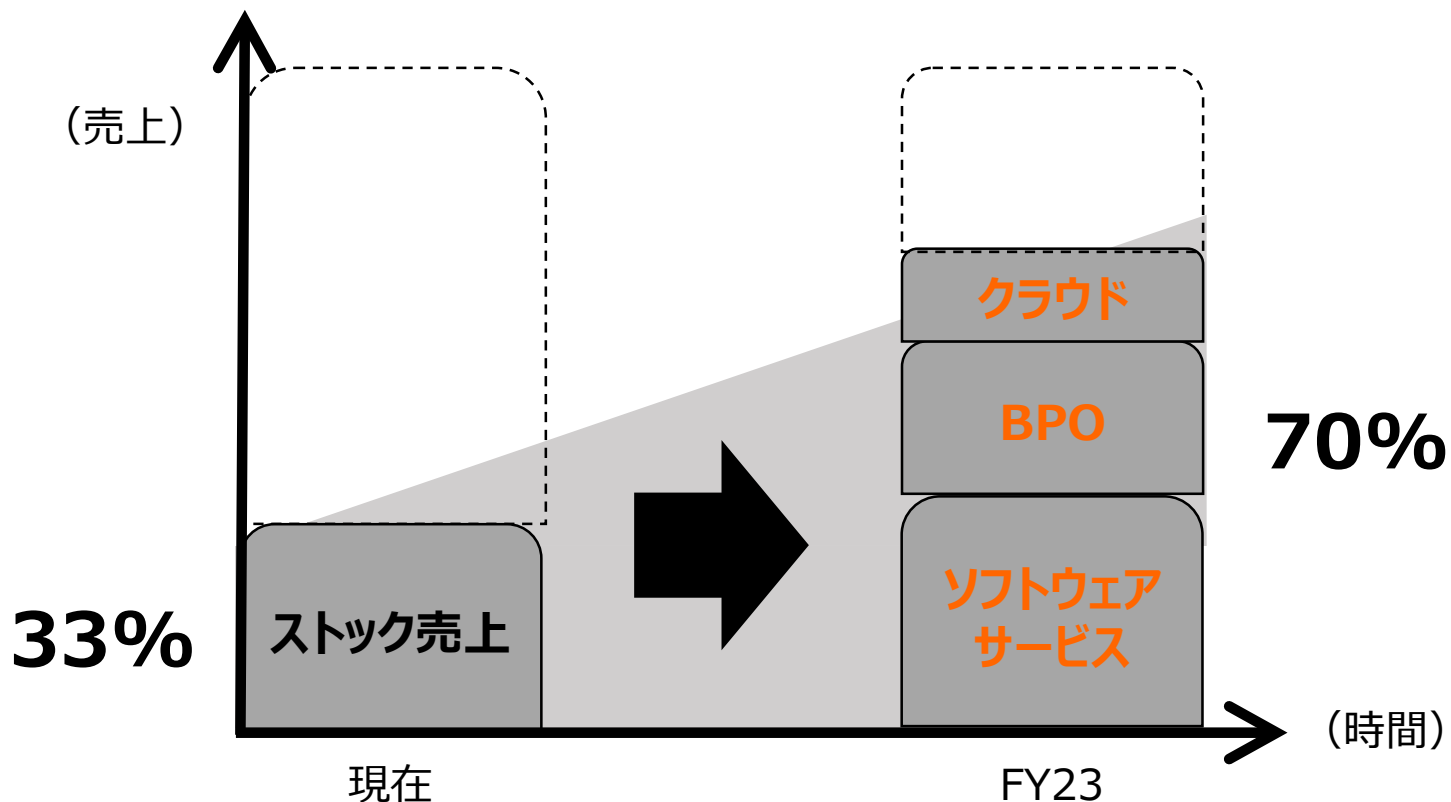 （売上）
クラウド
BPO
70%
ソフトウェア
サービス
33%
ストック売上
（時間）
現在
FY23